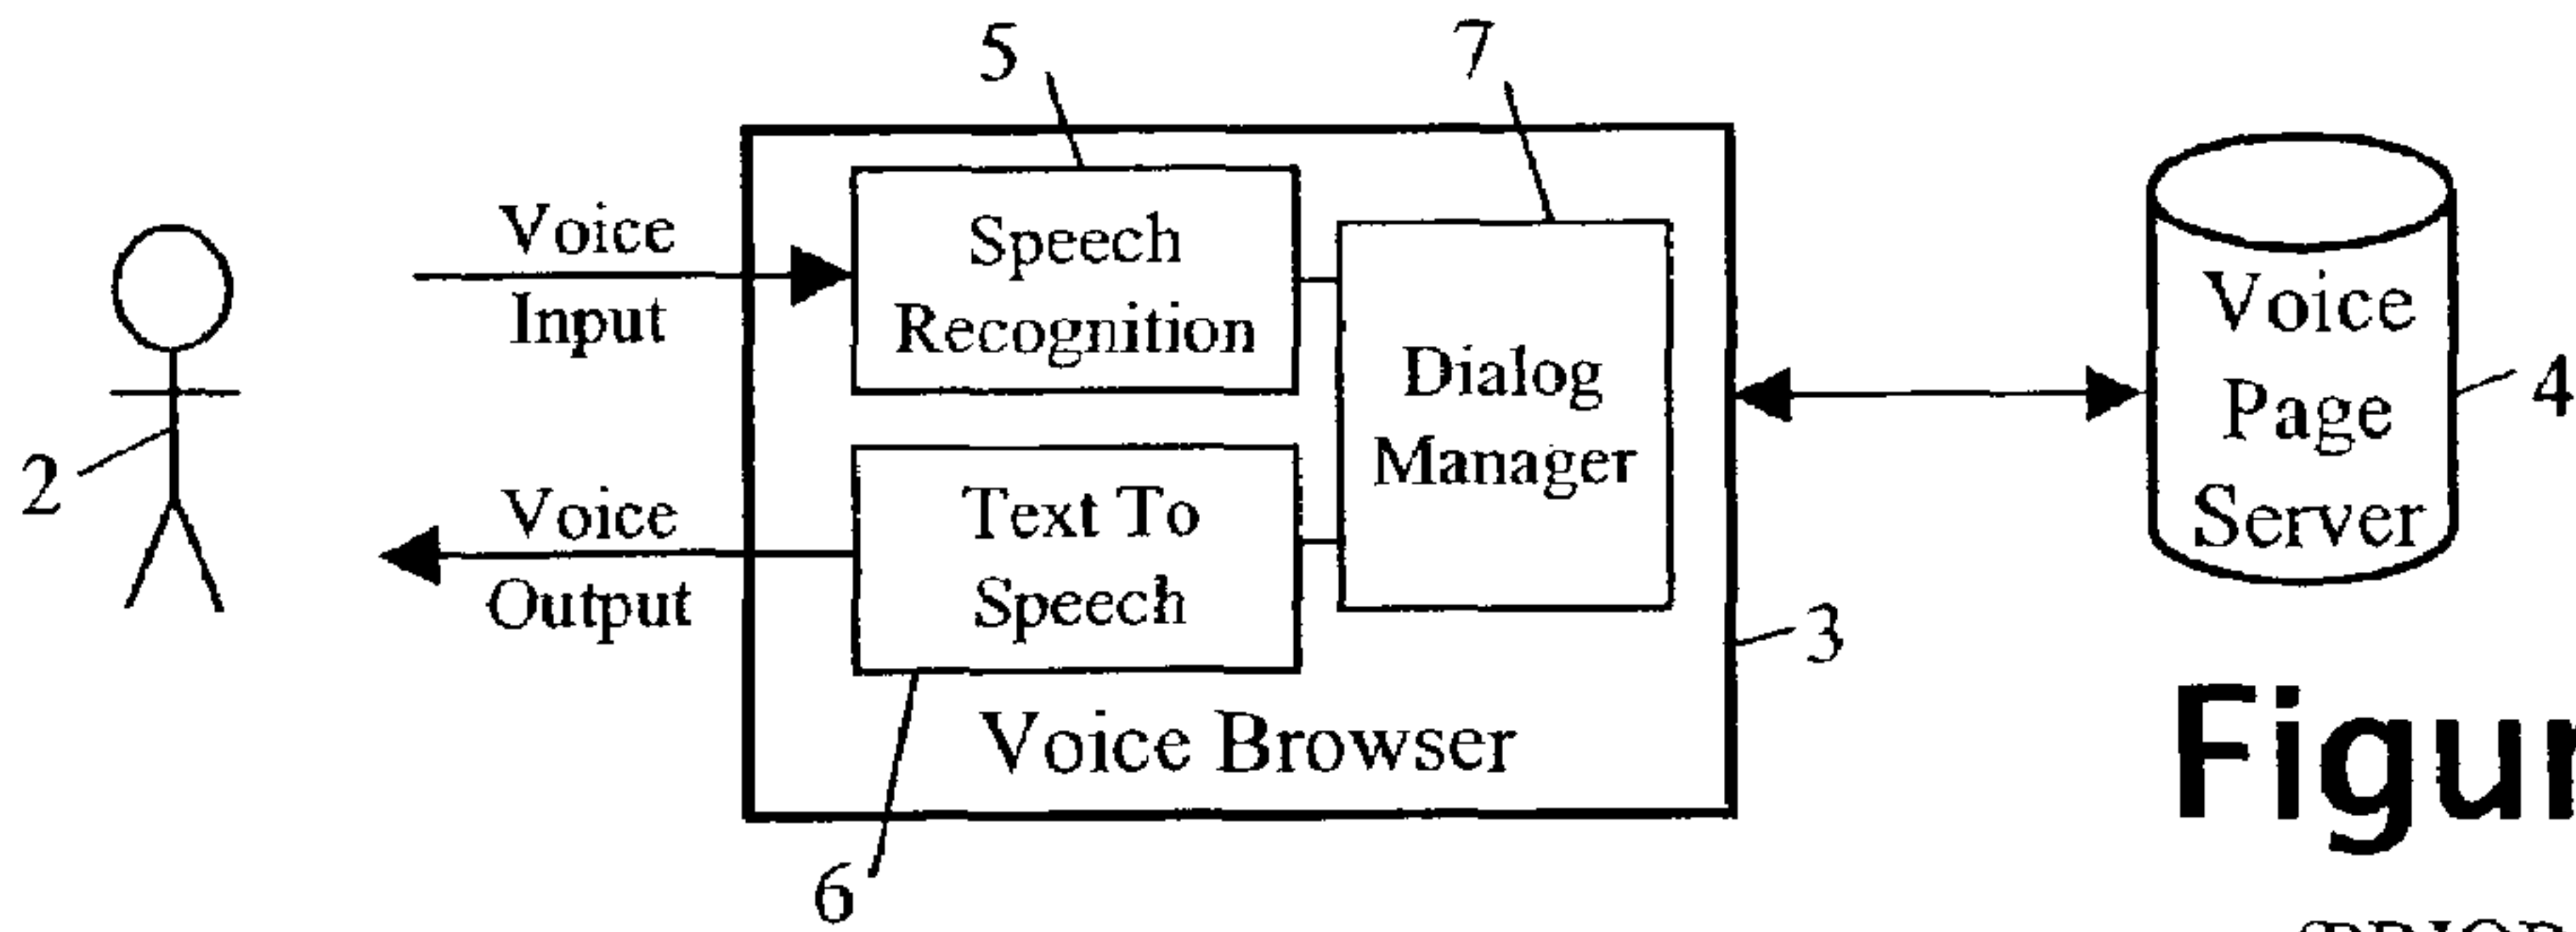 5
7
Voice
Input
Speech
Recognition
Dialog
Manager
Voice
Page
Server
4
2
Voice
Output
Text To
Speech
3
Voice Browser
6